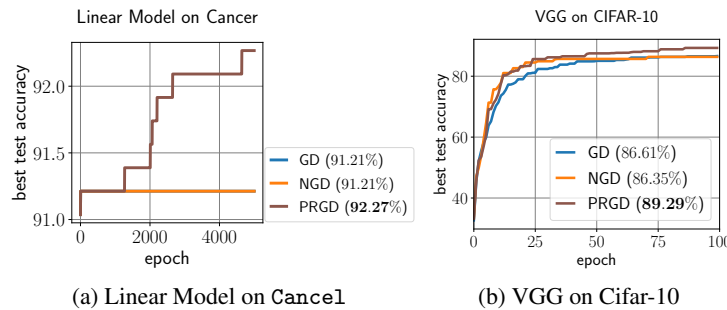 Linear Model on Cancer
best test accuracy
92.0
91.5
91.0
0
2000
4000
epoch
GD (91.21%)
NGD (91.21%)
PRGD (92.27%)
(a) Linear Model on Cancel
VGG on CIFAR-10
best test accuracy
80
60
40
0
25
50
75
100
epoch
GD (86.61%)
NGD (86.35%)
PRGD (89.29%)
(b) VGG on Cifar-10